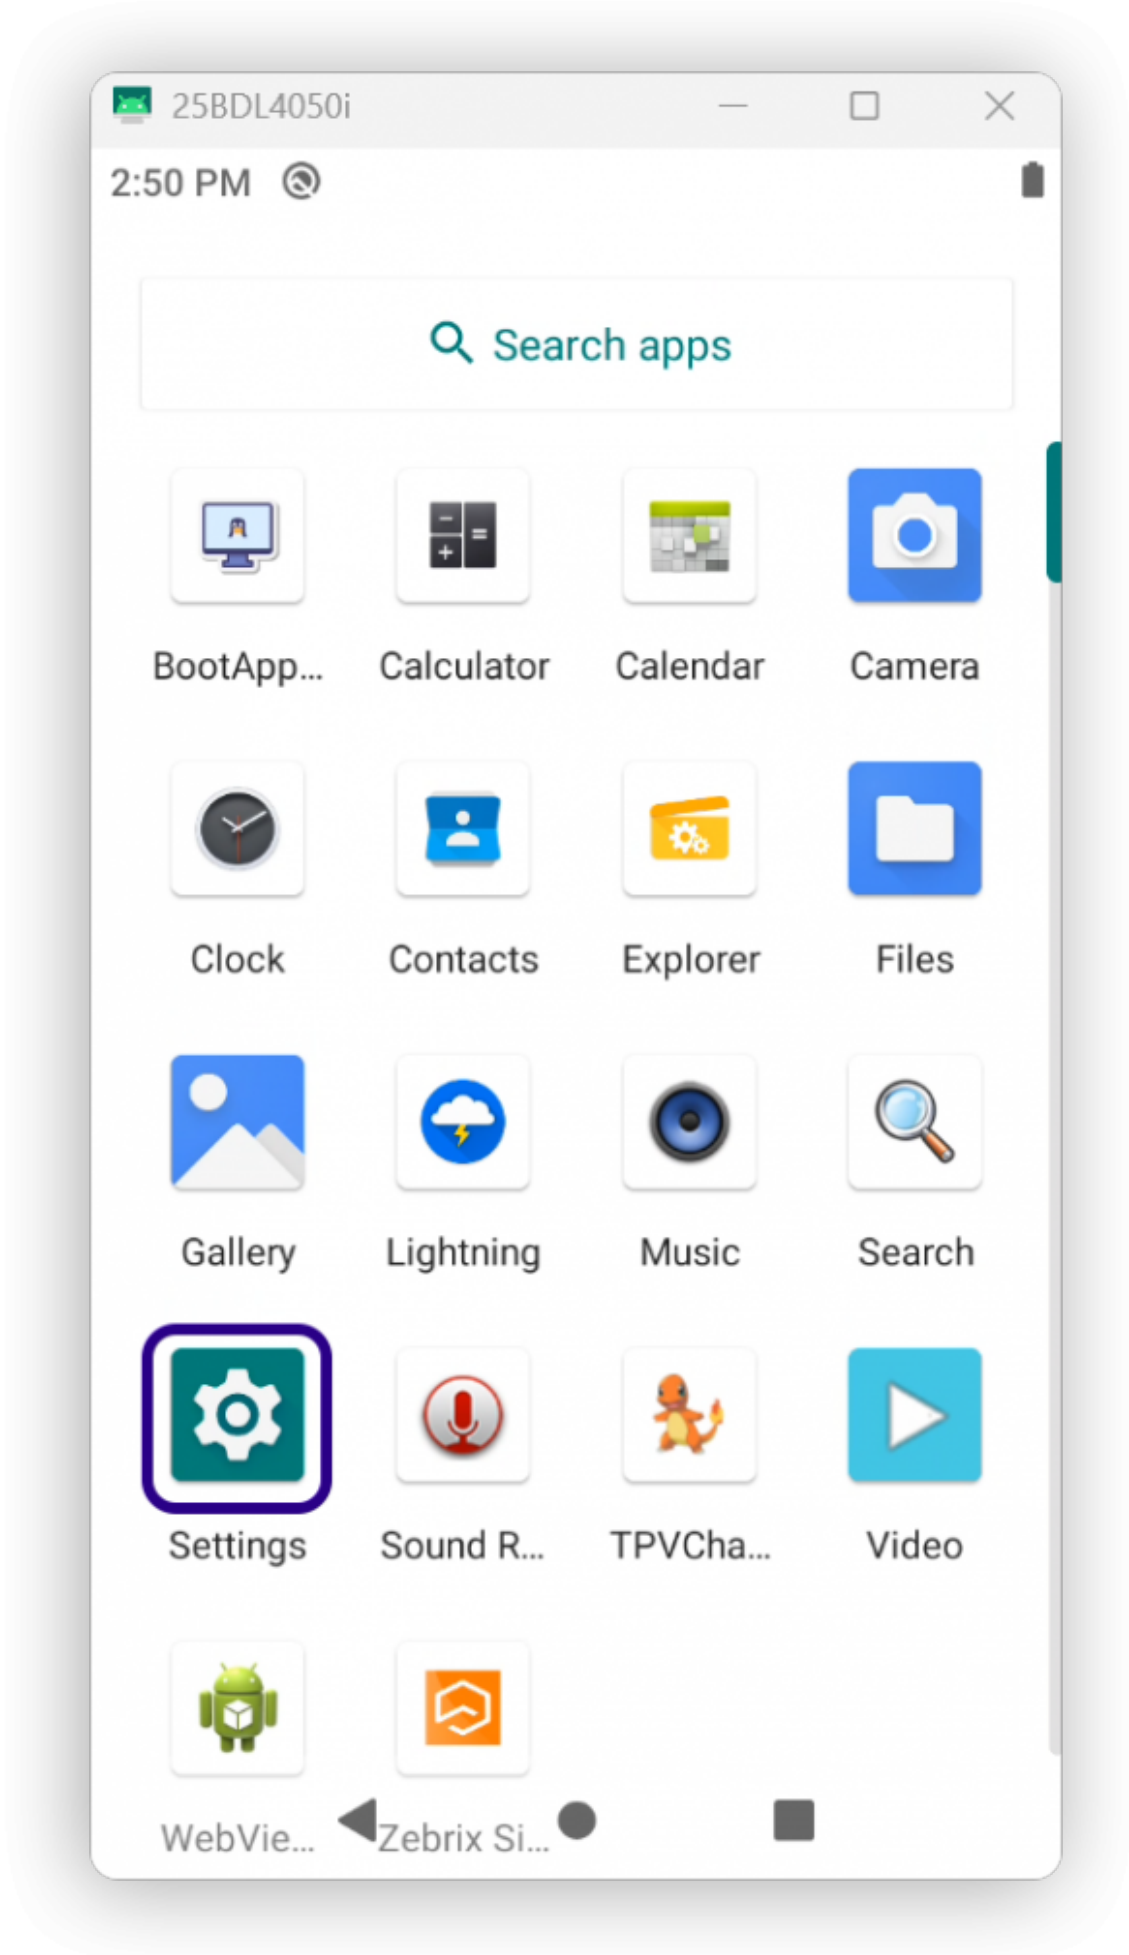 25BDL4050i
2:50 PM
Search apps
BootApp... Calculator Calendar Camera
Clock Contacts Explorer Files
Gallery Lightning Music Search
Settings Sound R... TPVCha... Video
WebVie... Zebrix Si...